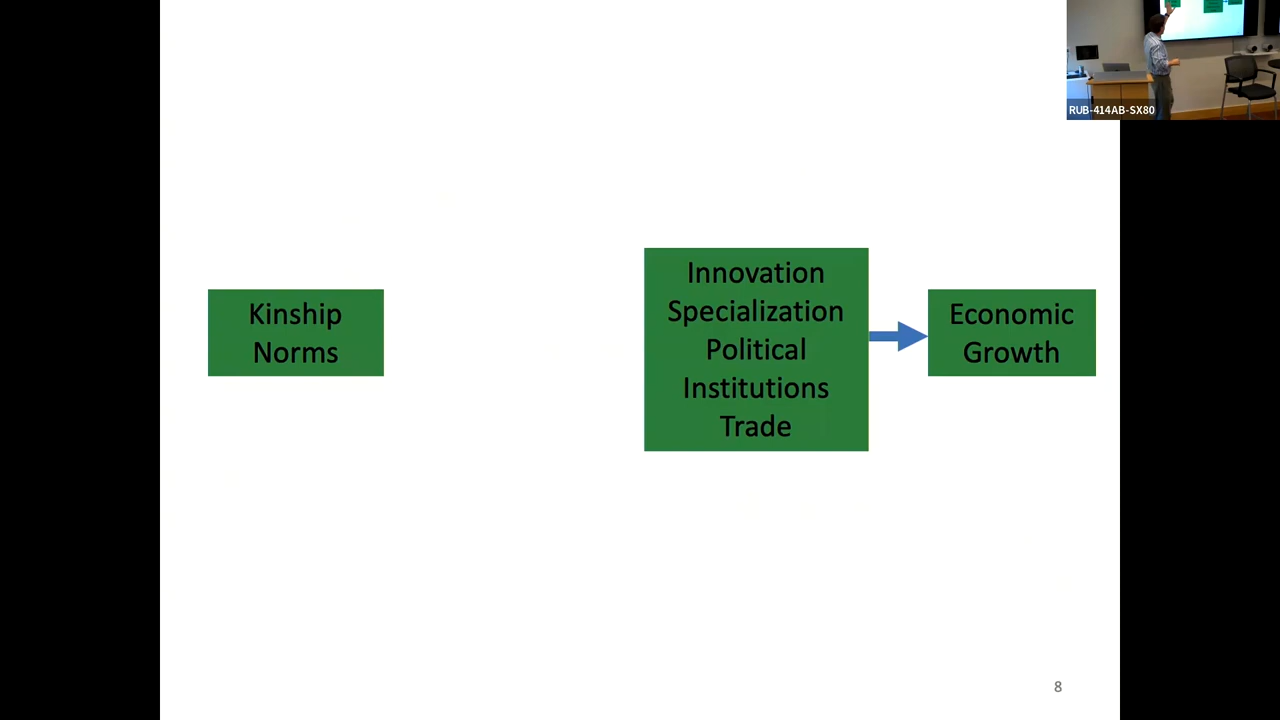 RUB-414AB-SX80
Kinship
Norms
Innovation
Specialization
Political
Institutions
Trade
Economic
Growth
8